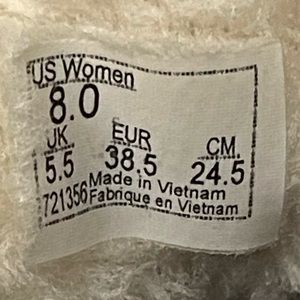 US Women
8.0
UK EUR CM
5.5 38.5 24.5
721356 Made in Vietnam
Fabrique en Vietnam